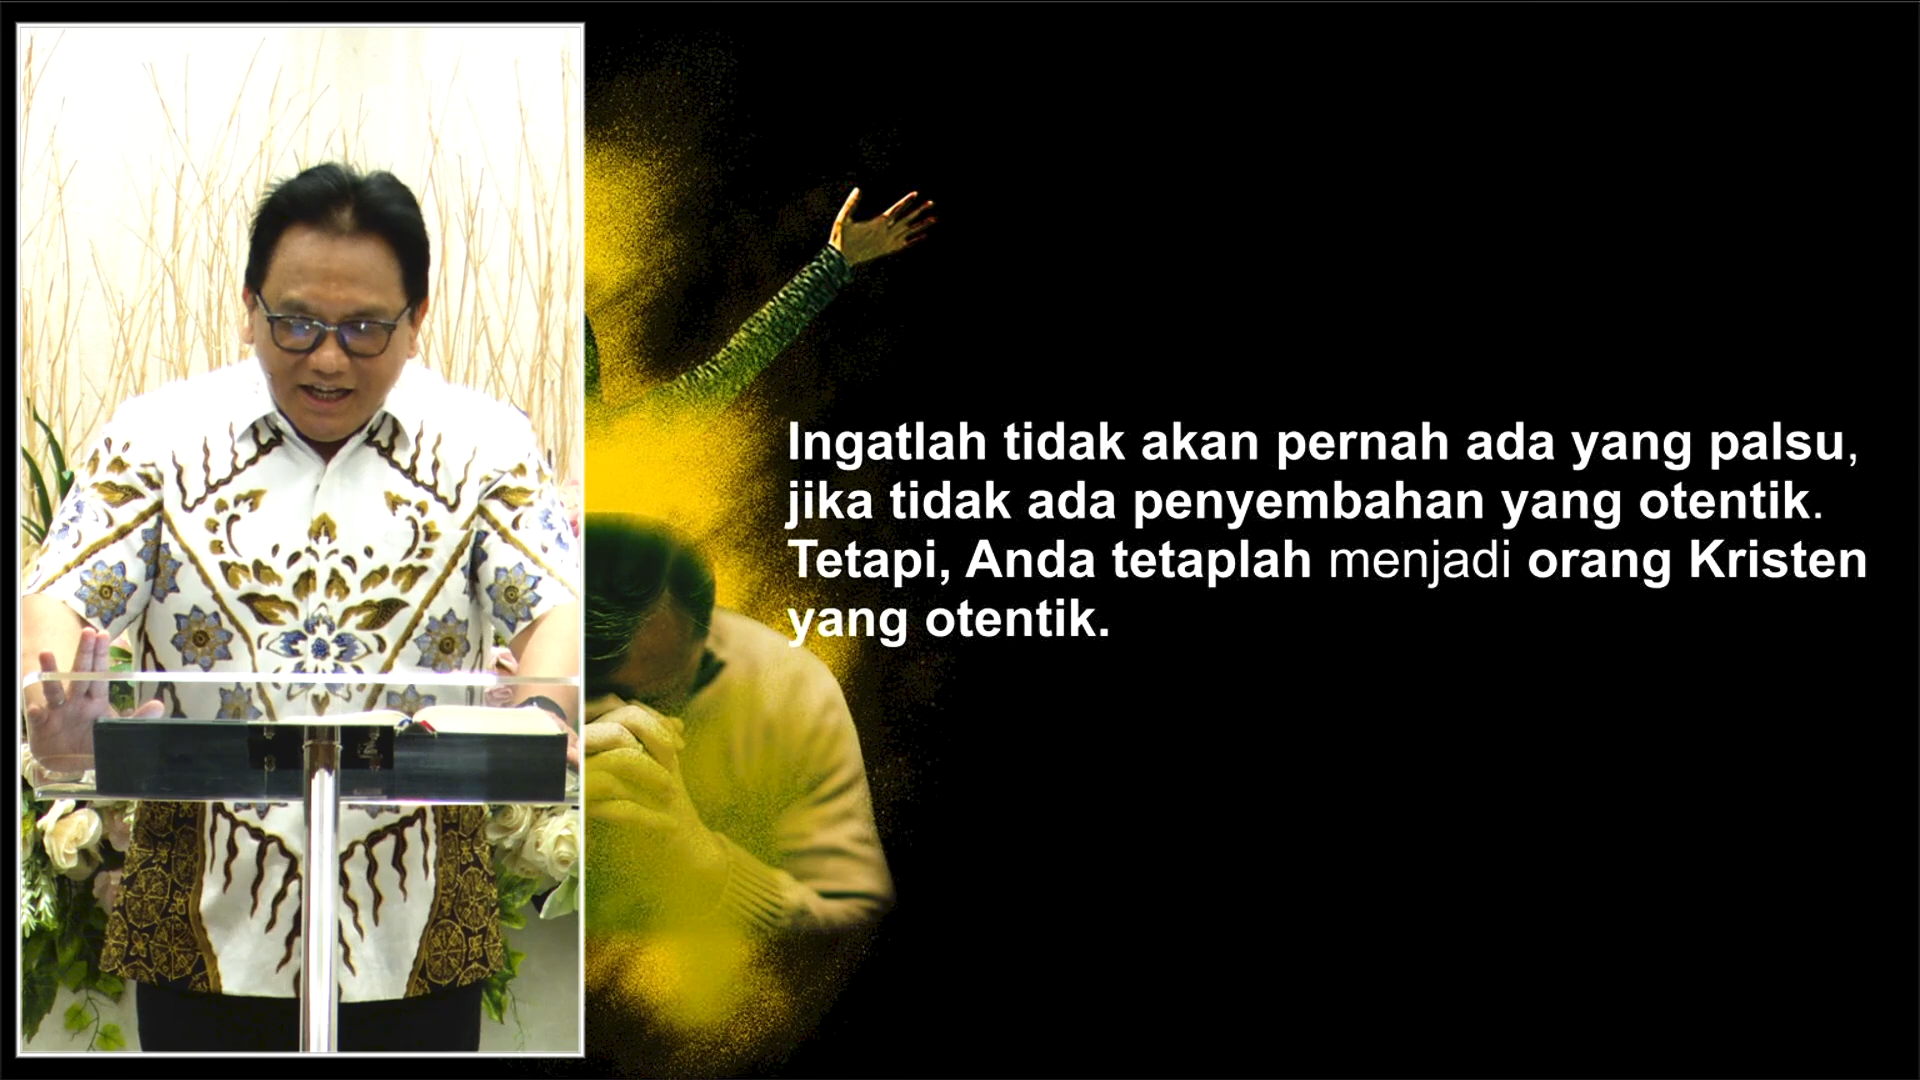 Ingatlah tidak akan pernah ada yang palsu,
jika tidak ada penyembahan yang otentik.
Tetapi, Anda tetaplah menjadi orang Kristen
yang otentik.